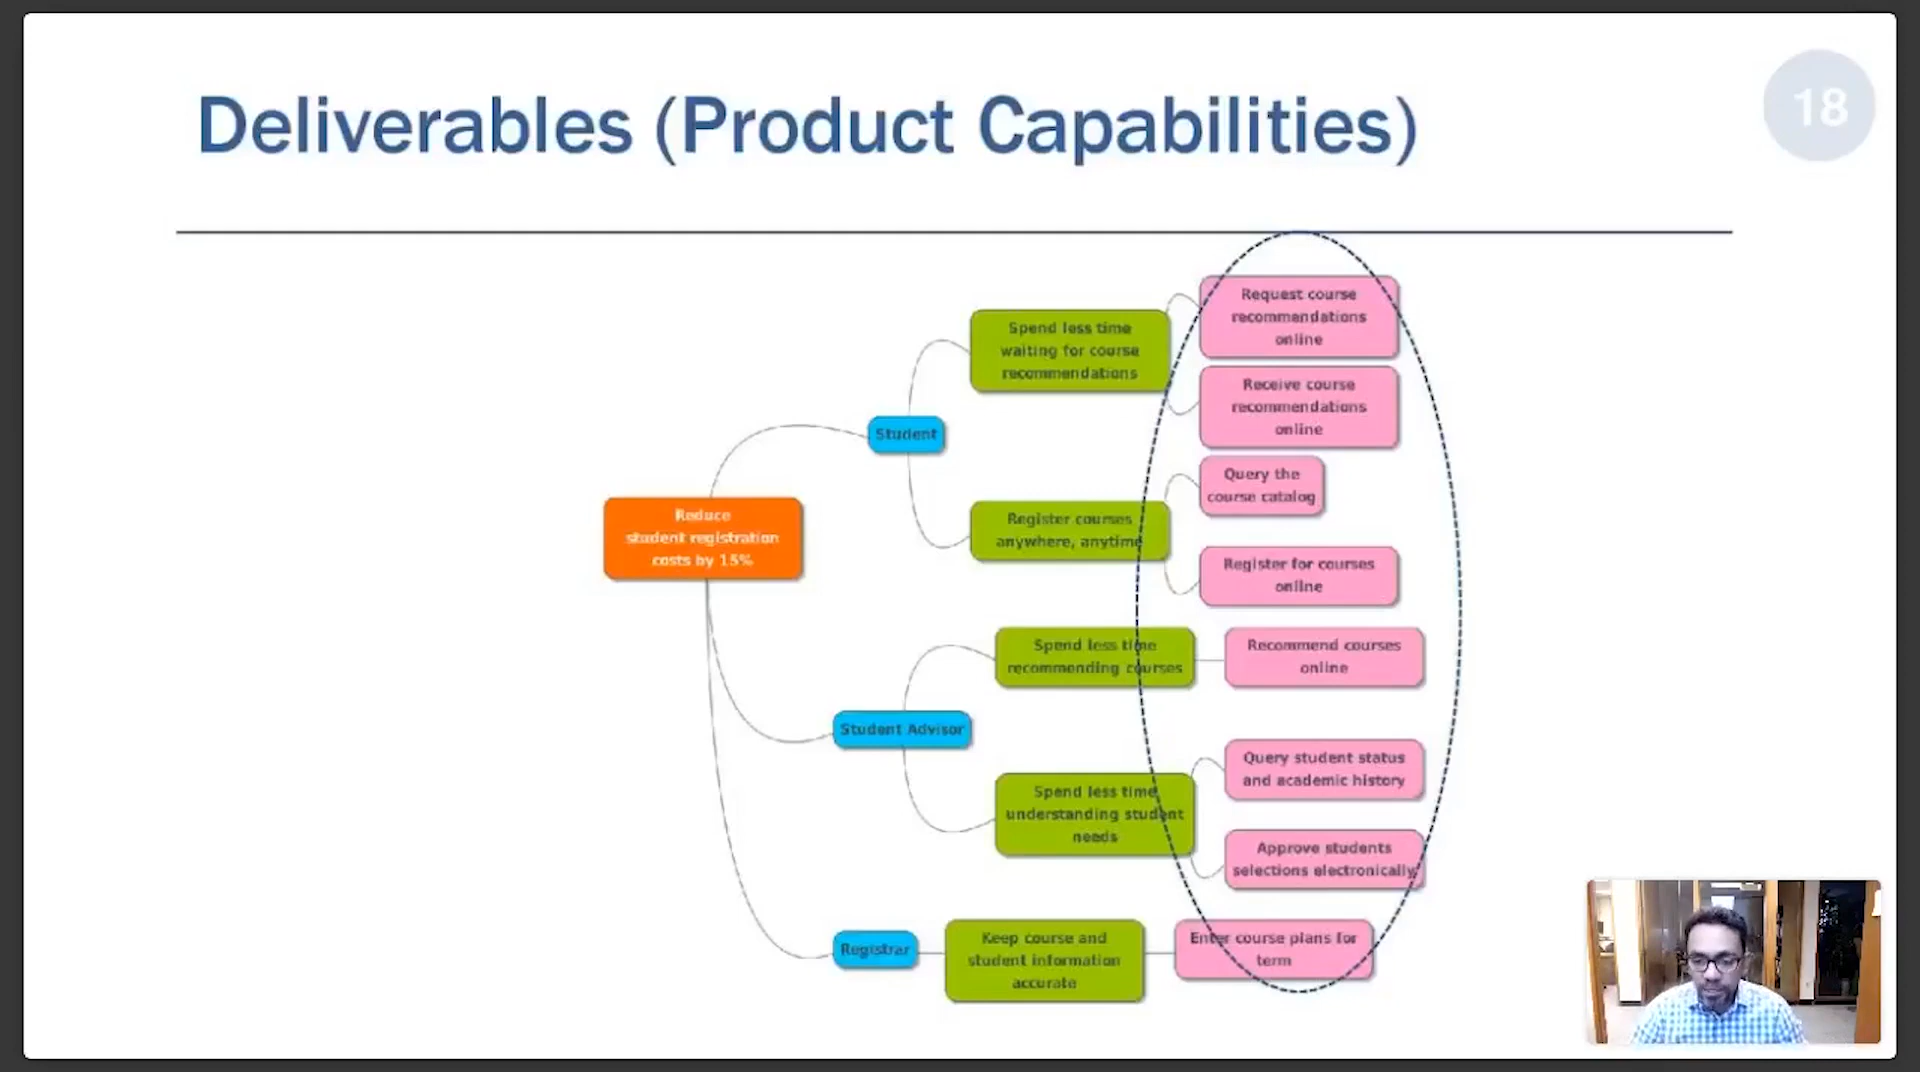 Deliverables (Product Capabilities)
18
Reduce
student registration
costs by 15%
Student
Spend less time
waiting for course
recommendations
Request course
recommendations
online
Receive course
recommendations
online
Register courses
anywhere, anytime
Query the
course catalog
Register for courses
online
Student Advisor
Spend less time
recommending courses
Recommend courses
online
Spend less time
understanding student
needs
Query student status
and academic history
Approve students
selections electronically
Registrar
Keep course and
student information
accurate
Enter course plans for
term